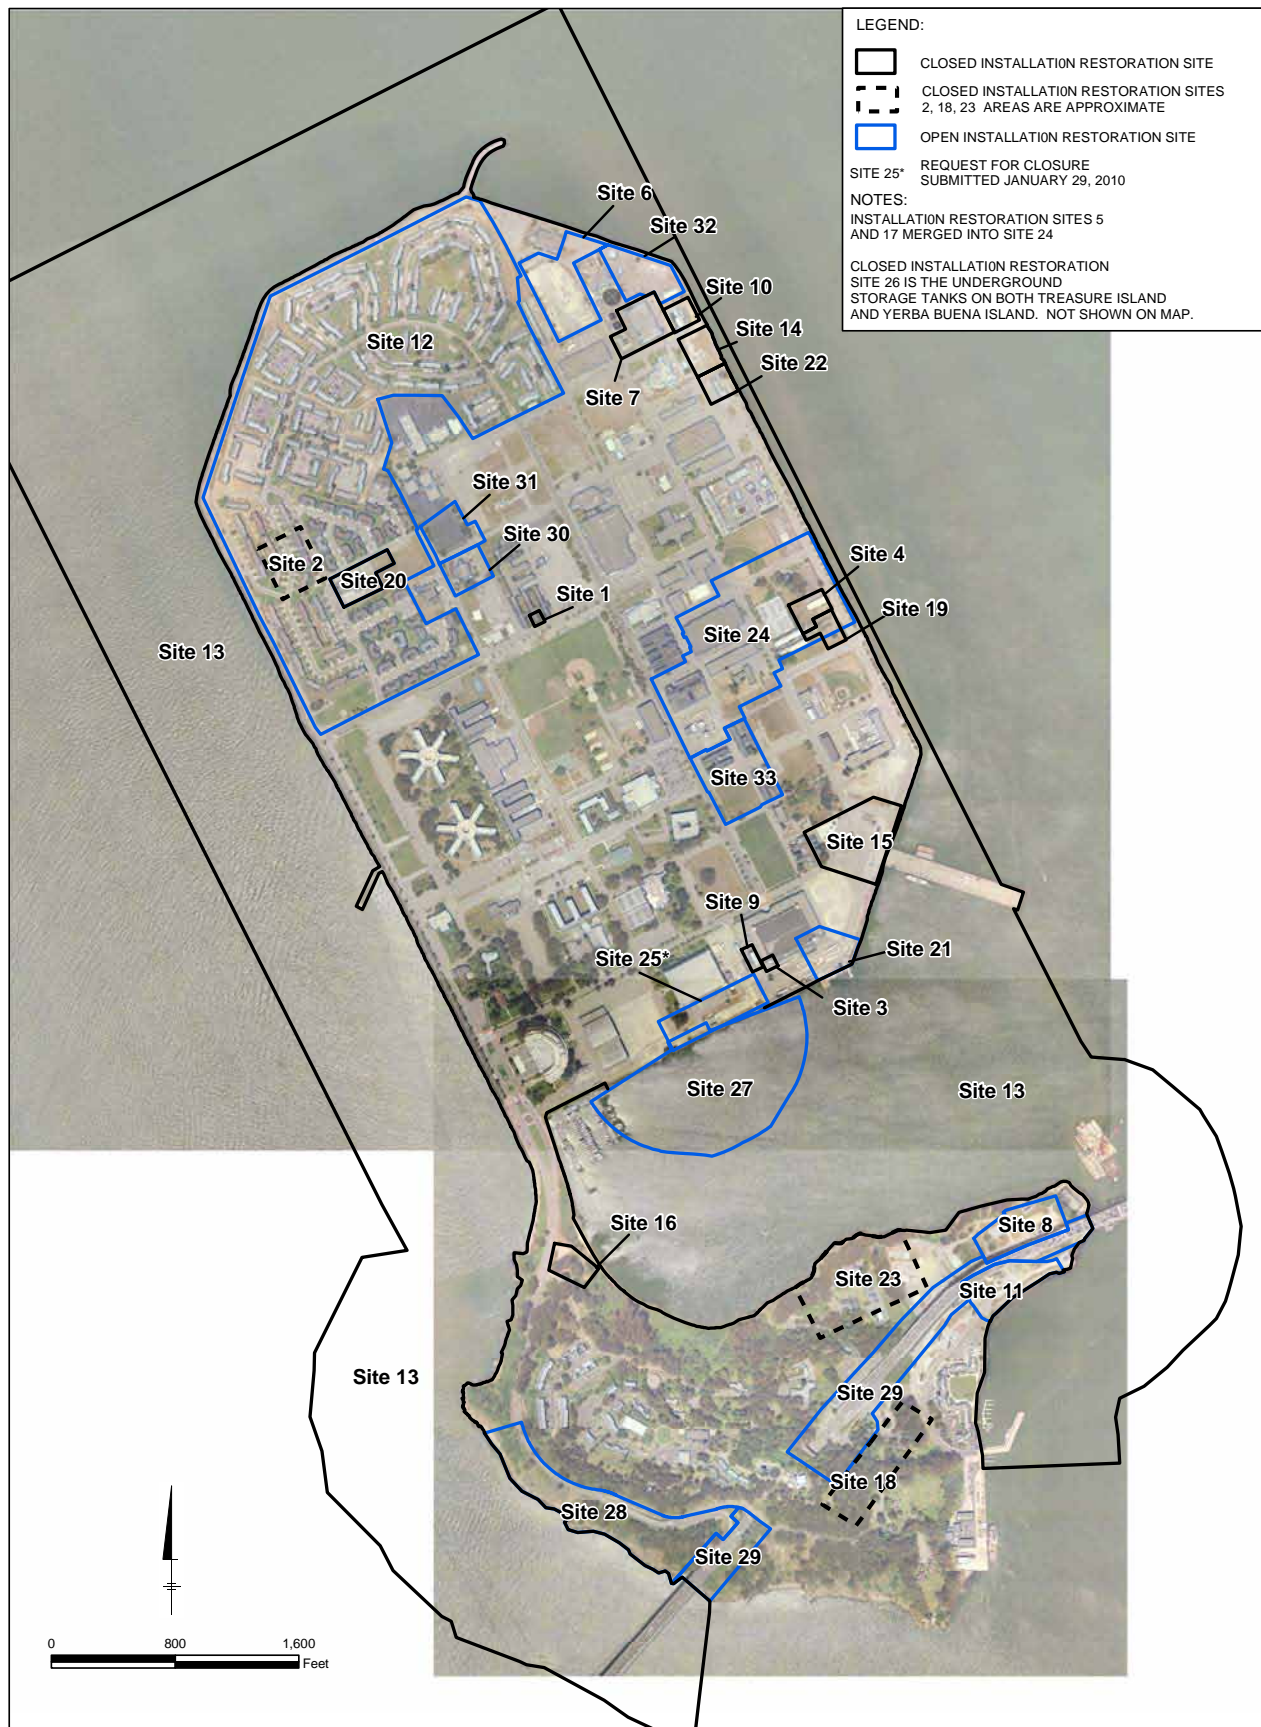 LEGEND:
CLOSED INSTALLATI0N RESTORATION SITE
CLOSED INSTALLATI0N RESTORATION SITES
2, 18, 23 AREAS ARE APPROXIMATE
OPEN INSTALLATI0N RESTORATION SITE
SITE 25* REQUEST FOR CLOSURE
SUBMITTED JANUARY 29, 2010
NOTES:
INSTALLATI0N RESTORATION SITES 5
AND 17 MERGED INTO SITE 24
CLOSED INSTALLATI0N RESTORATION
SITE 26 IS THE UNDERGROUND
STORAGE TANKS ON BOTH TREASURE ISLAND
AND YERBA BUENA ISLAND. NOT SHOWN ON MAP.
Site 6
Site 32
Site 10
Site 14
Site 12
Site 22
Site 7
Site 31
Site 30
Site 2
Site 20
Site 4
Site 1
Site 19
Site 24
Site 13
Site 33
Site 15
Site 9
Site 21
Site 25*
Site 3
Site 27
Site 13
Site 16
Site 8
Site 23
Site 11
Site 13
Site 29
Site 18
Site 28
Site 29
0 800 1,600
Feet